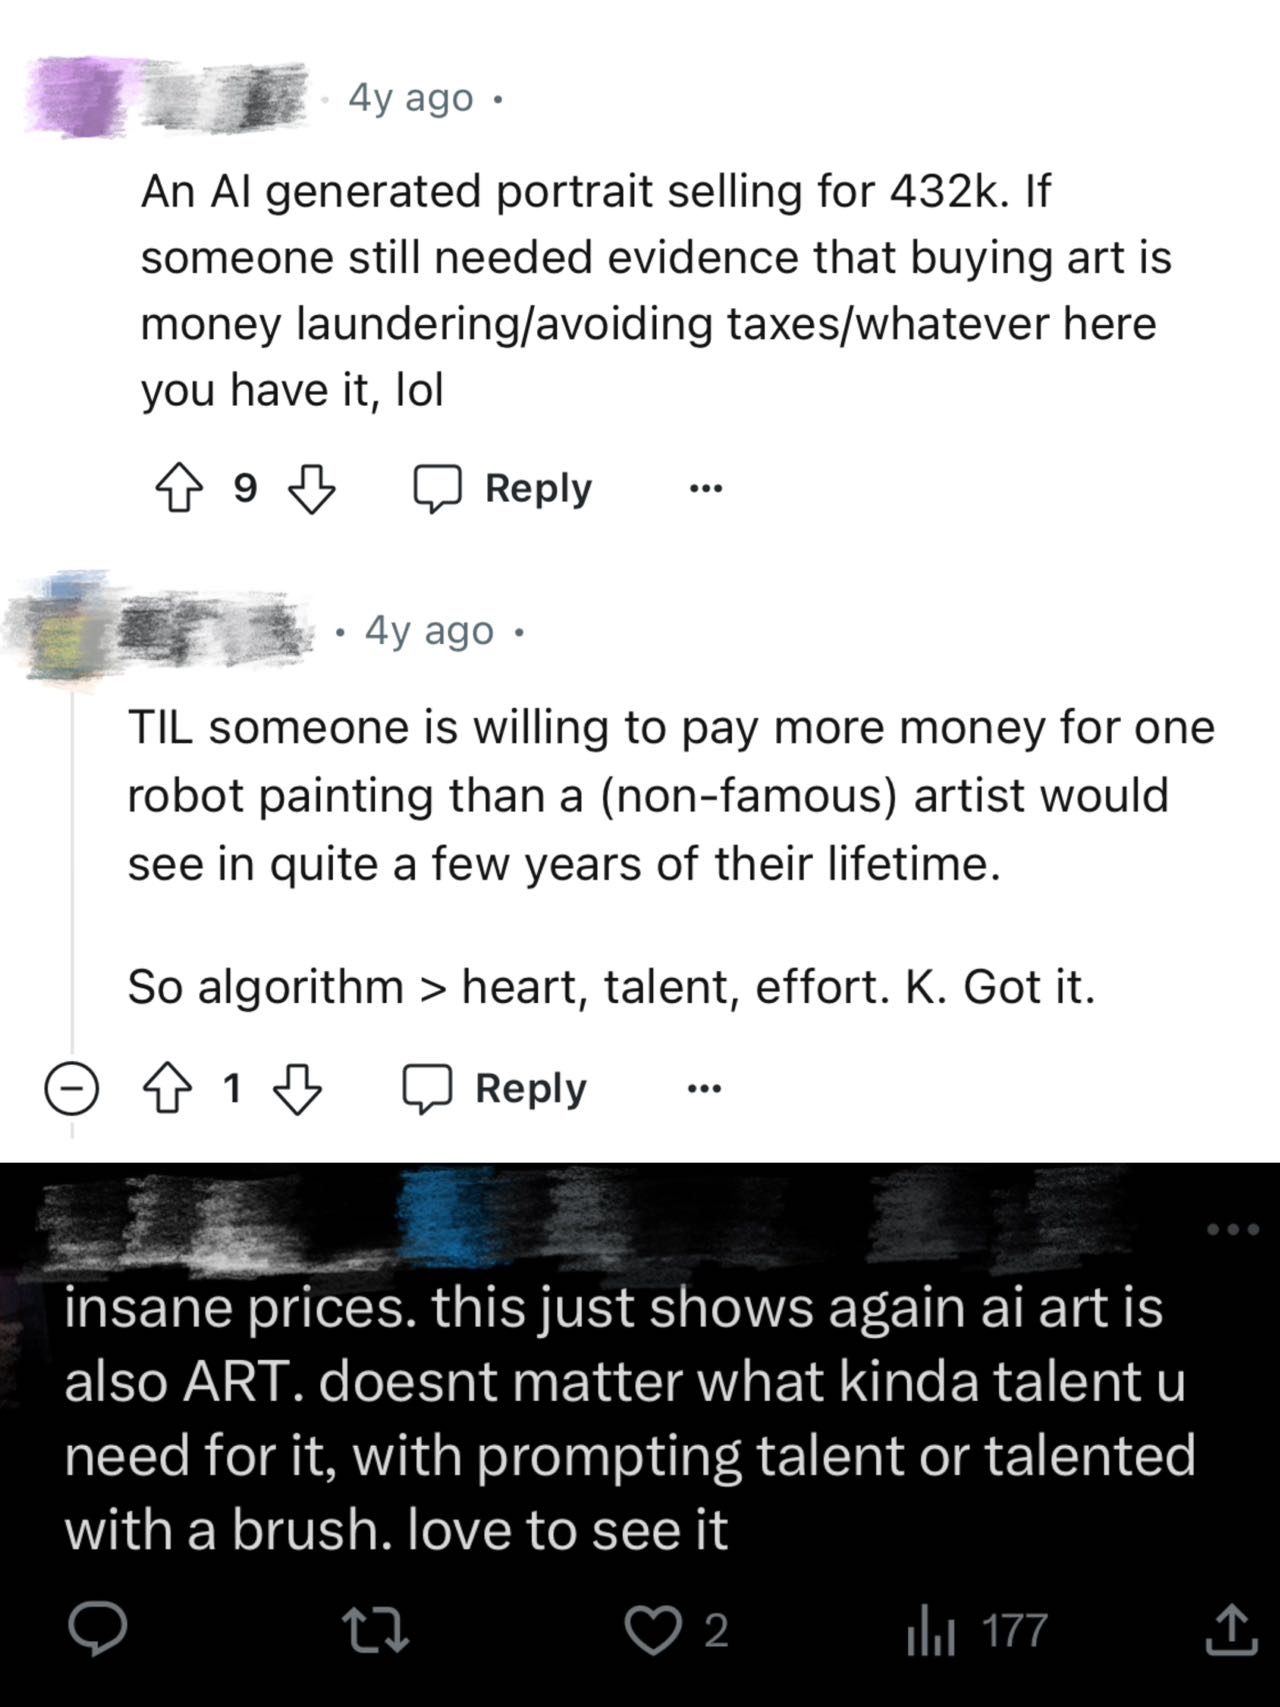 4y ago
An AI generated portrait selling for 432k. If
someone still needed evidence that buying art is
money laundering/avoiding taxes/whatever here
you have it, lol
9 Reply
4y ago
TIL someone is willing to pay more money for one
robot painting than a (non-famous) artist would
see in quite a few years of their lifetime.
So algorithm > heart, talent, effort. K. Got it.
1 Reply
insane prices. this just shows again ai art is
also ART. doesnt matter what kinda talent u
need for it, with prompting talent or talented
with a brush. love to see it
2 177